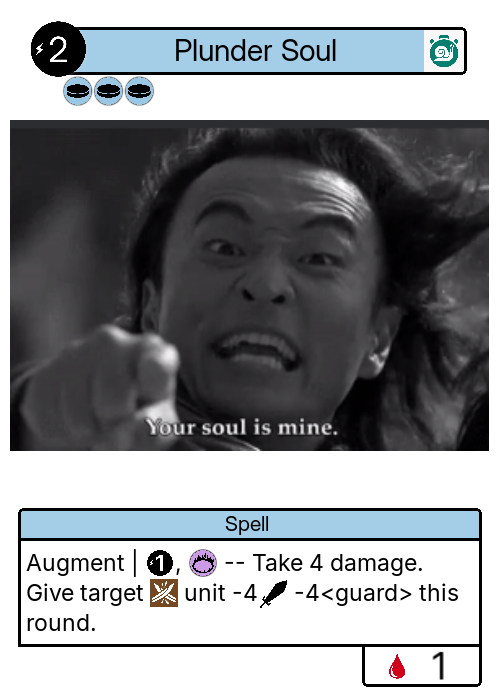 2
Plunder Soul
Your soul is mine.
Spell
Augment | 1, -- Take 4 damage.
Give target unit -4 -4<guard> this
round.
1